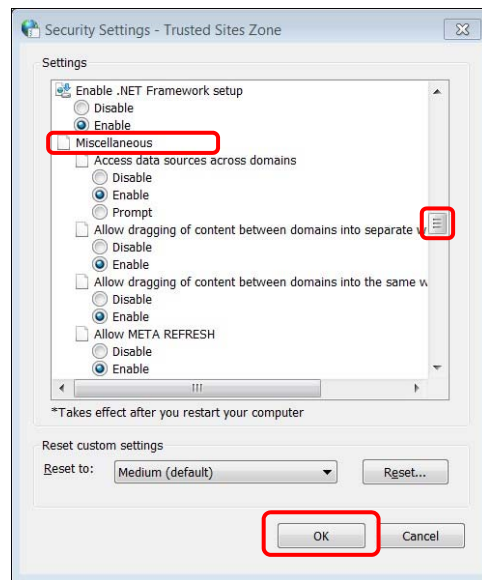 Security Settings - Trusted Sites Zone
Settings
Enable .NET Framework setup
Disable
Enable
Miscellaneous
Access data sources across domains
Disable
Enable
Prompt
Allow dragging of content between domains into separate w
Disable
Enable
Allow dragging of content between domains into the same w
Disable
Enable
Allow META REFRESH
Disable
Enable
*Takes effect after you restart your computer
Reset custom settings
Reset to: Medium (default) Reset...
OK Cancel